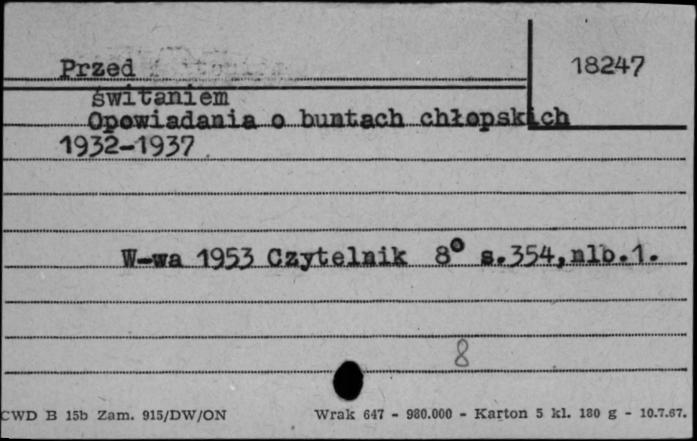 Przed
18247
świtaniem
Opowiadania o buntach chłopskich
1932-1937
W-wa 1953 Czytelnik 8° s.354,nlb.1.
8
CWD B 15b Zam. 915/DW/ON
Wrak 647 - 980.000 - Karton 5 kl. 180 g - 10.7.67.